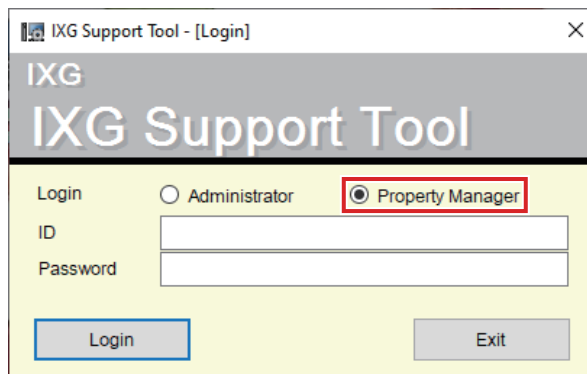 IXG Support Tool - [Login]
IXG
IXG Support Tool
Login Administrator Property Manager
ID
Password
Login Exit